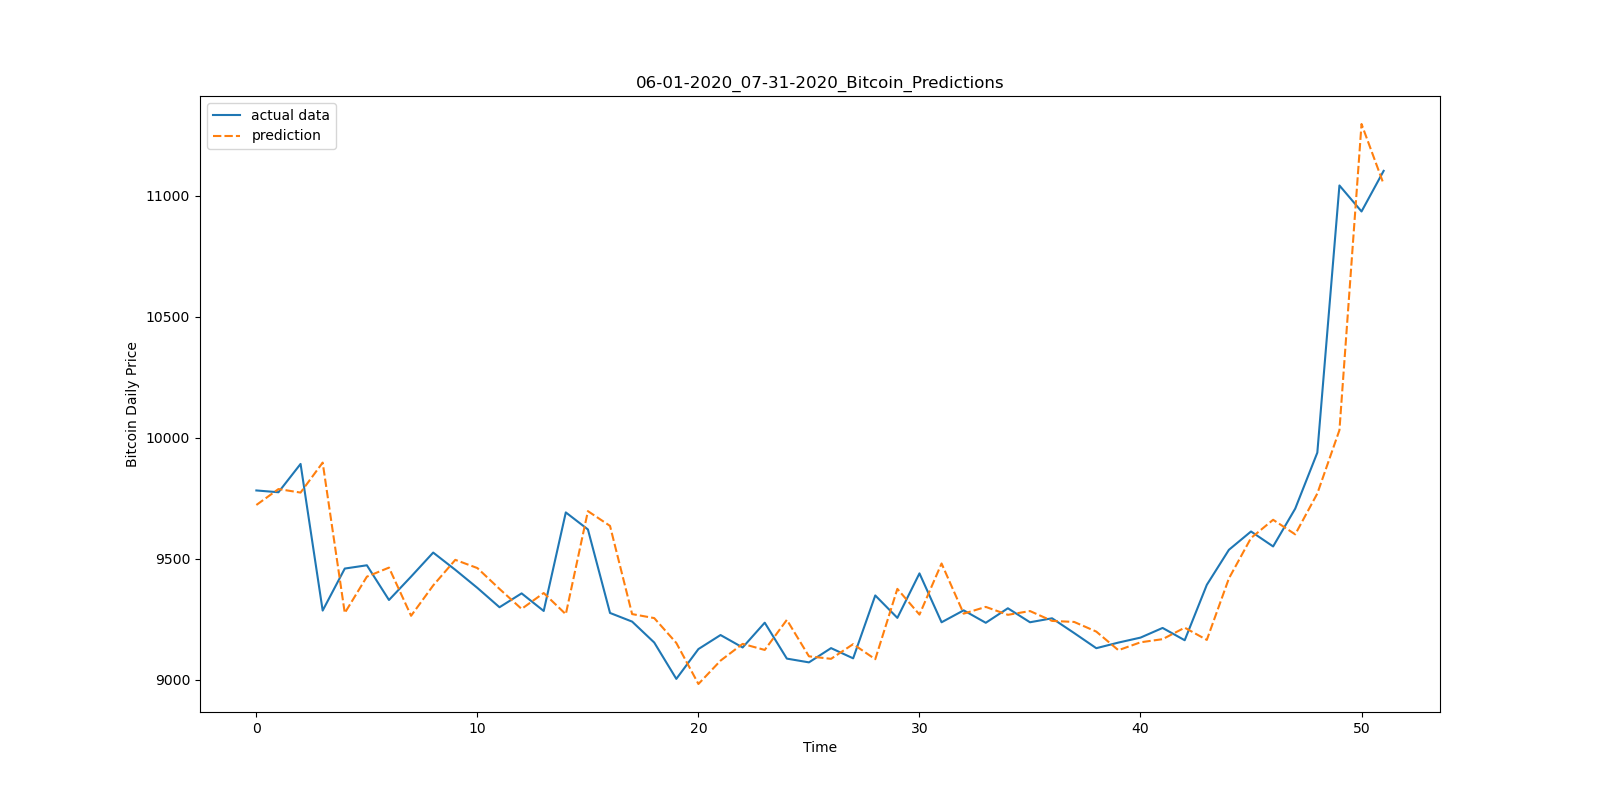 06-01-2020_07-31-2020_Bitcoin_Predictions
actual data
prediction
11000
10500
10000
9500
9000
Bitcoin Daily Price
0 10 20 30 40 50
Time